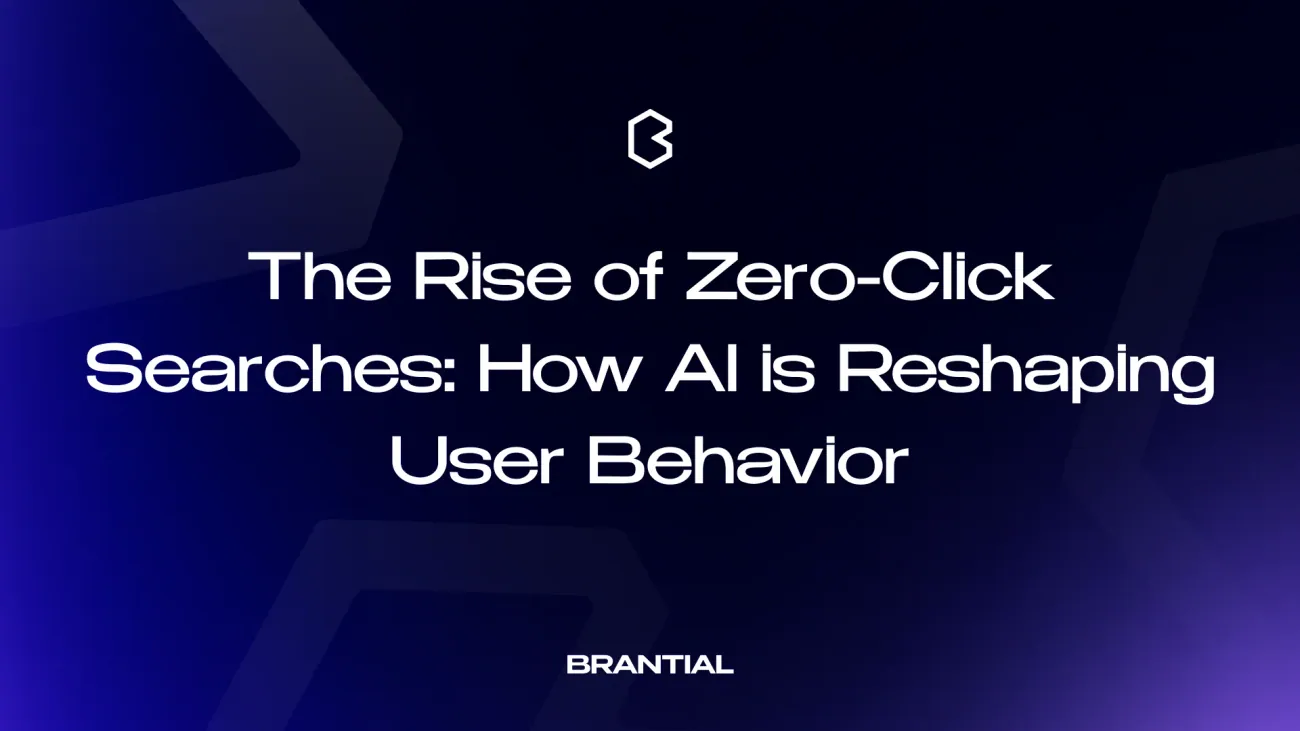 The Rise of Zero-Click
Searches: How AI is Reshaping
User Behavior
BRANTIAL